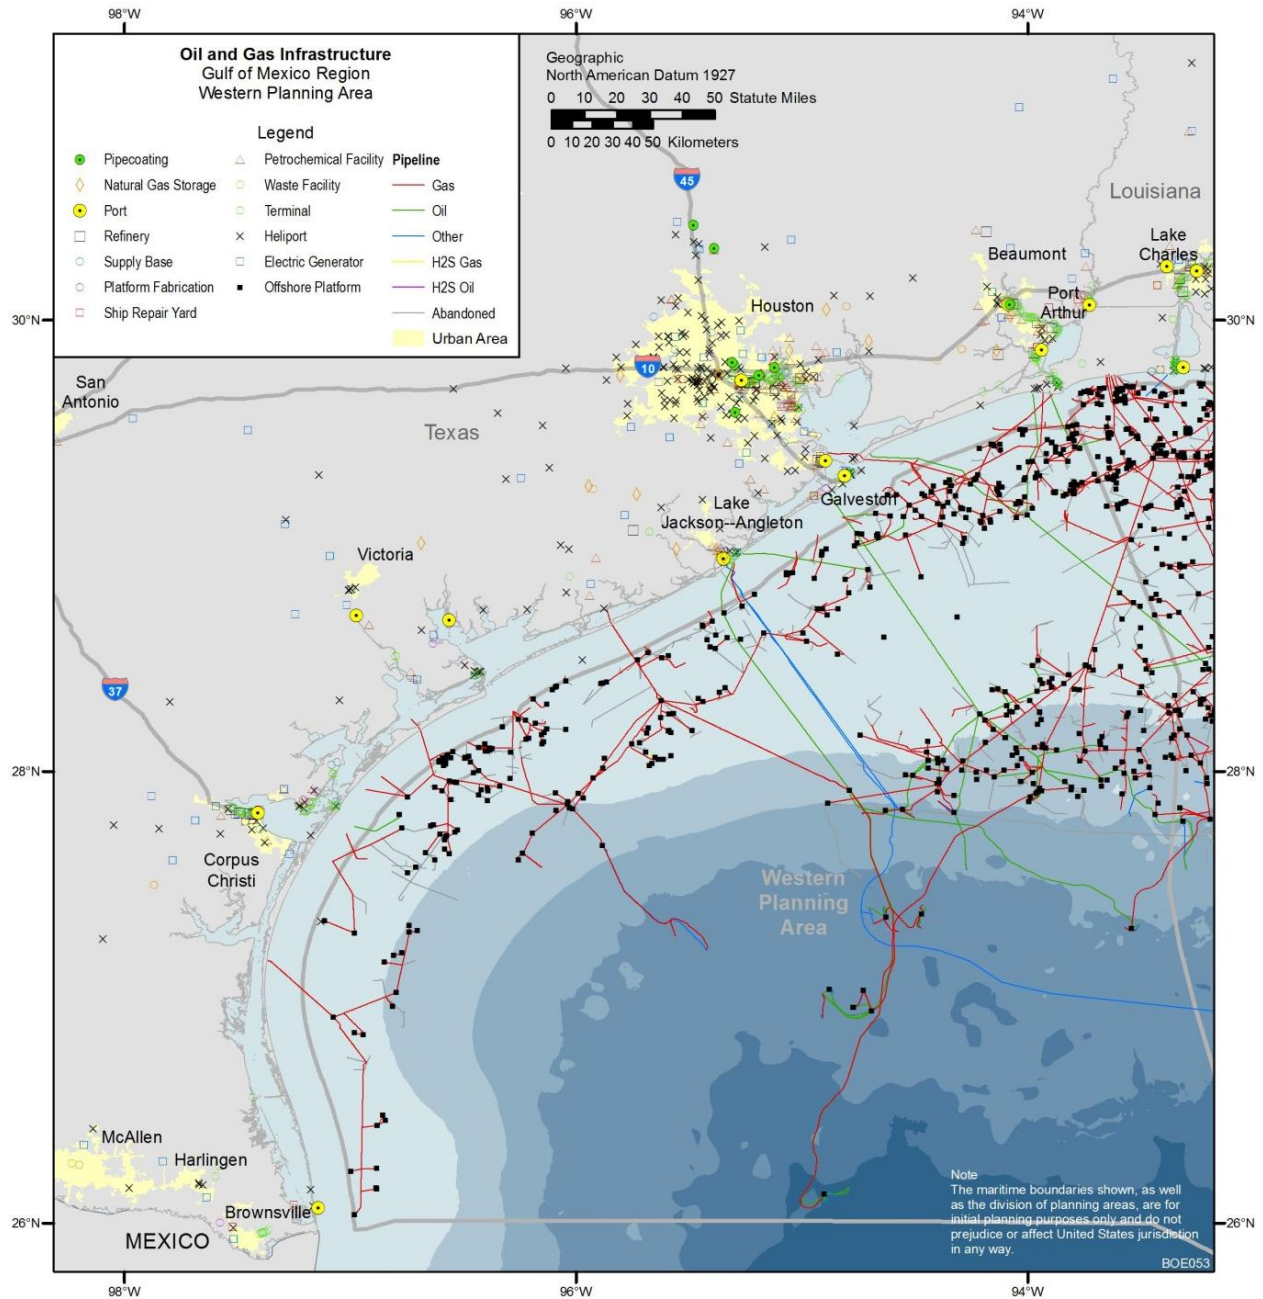 98°W
96°W
94°W
Oil and Gas Infrastructure
Gulf of Mexico Region
Western Planning Area
Legend
Pipecoating
Natural Gas Storage
Port
Refinery
Supply Base
Platform Fabrication
Ship Repair Yard
Petrochemical Facility
Waste Facility
Terminal
Heliport
Electric Generator
Offshore Platform
Pipeline
Gas
Oil
Other
H2S Gas
H2S Oil
Abandoned
Urban Area
Geographic
North American Datum 1927
0 10 20 30 40 50 Statute Miles
0 10 20 30 40 50 Kilometers
45
Louisiana
Beaumont
Lake
Charles
Port
Arthur
Houston
30°N
30°N
10
San
Antonio
Texas
Galveston
Lake
Jackson--Angleton
Victoria
37
28°N
28°N
Corpus
Christi
Western
Planning
Area
McAllen
Harlingen
Brownsville
MEXICO
26°N
26°N
Note
The maritime boundaries shown, as well
as the division of planning areas, are for
initial planning purposes only and do not
prejudice or affect United States jurisdiction
in any way.
BOE053
98°W
96°W
94°W